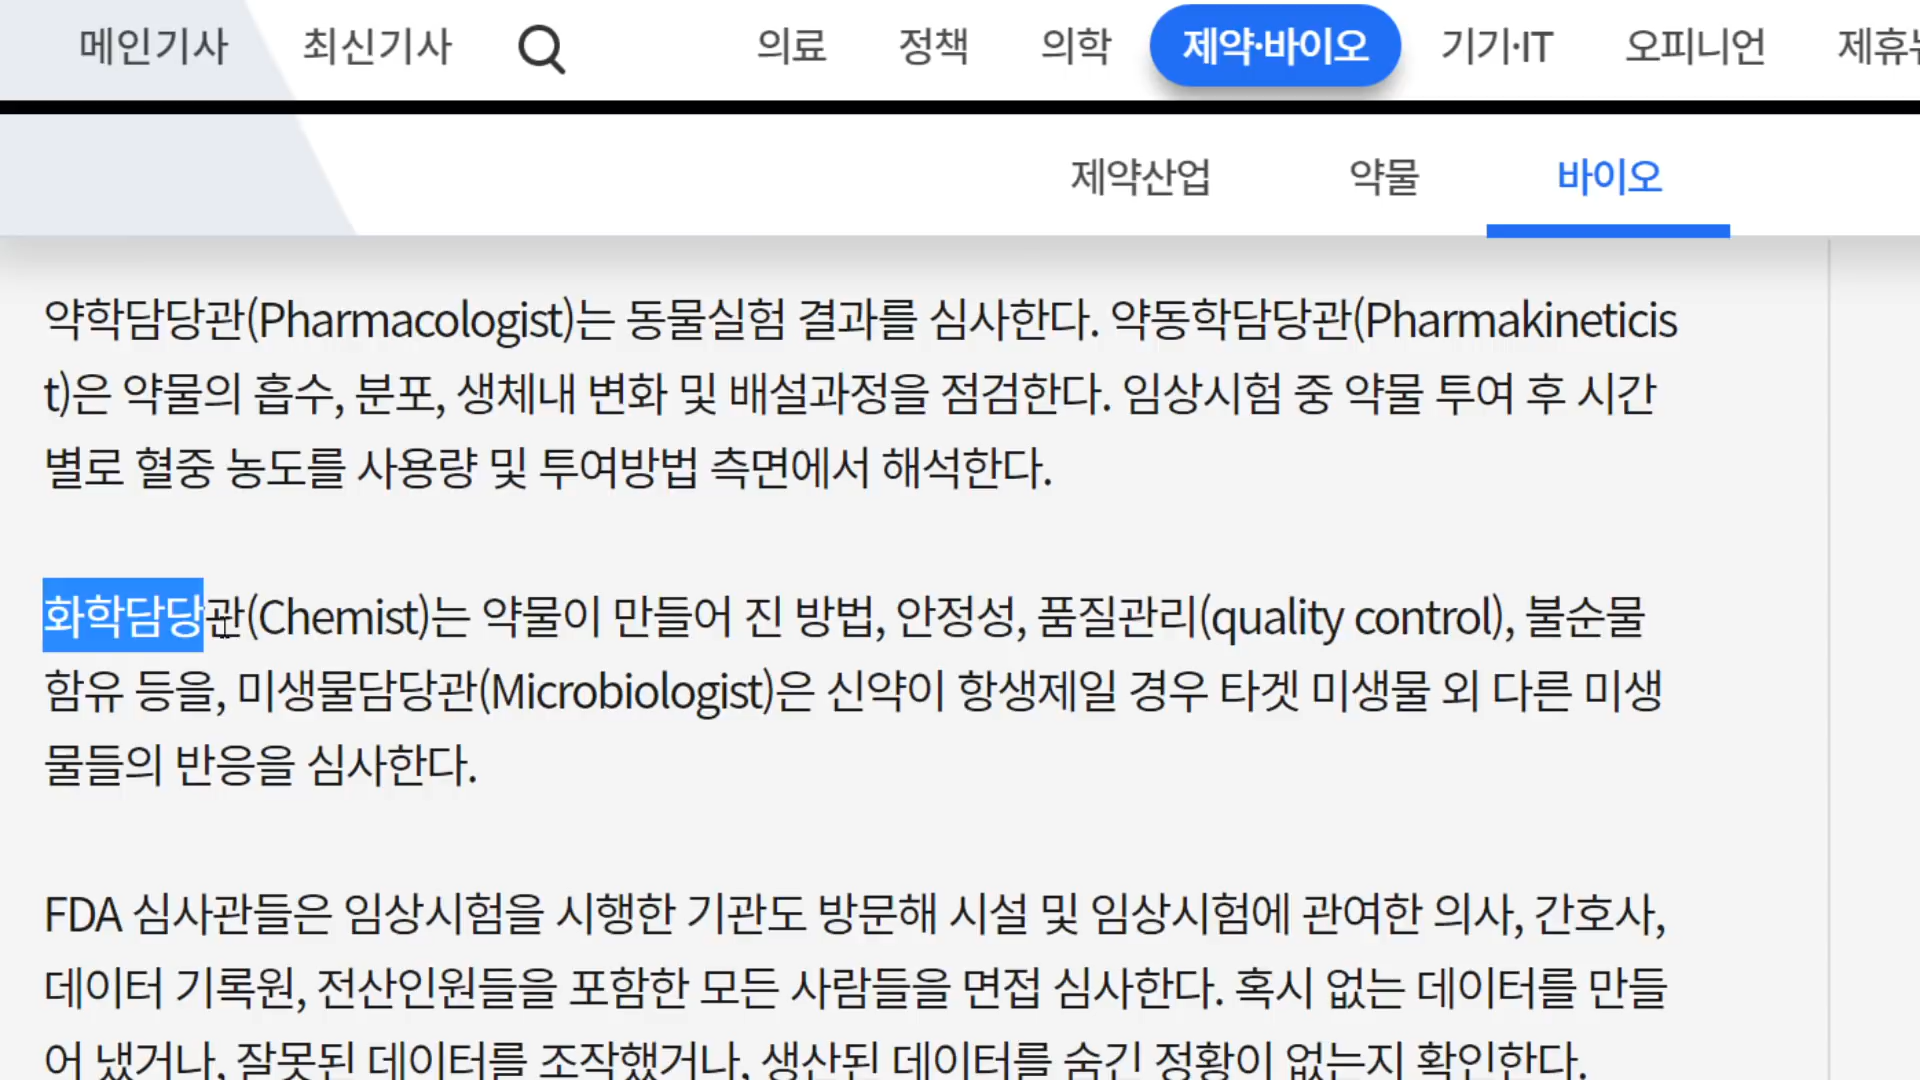 메인기사 최신기사 의료 정책 의학 제약·바이오 기기·IT 오피니언 제휴
제약산업 약물 바이오
약학담당관(Pharmacologist)는 동물실험 결과를 심사한다. 약동학담당관(Pharmakineticis
t)은 약물의 흡수, 분포, 생체내 변화 및 배설과정을 점검한다. 임상시험 중 약물 투여 후 시간
별로 혈중 농도를 사용량 및 투여방법 측면에서 해석한다.
화학담당관(Chemist)는 약물이 만들어 진 방법, 안정성, 품질관리(quality control), 불순물
함유 등을, 미생물담당관(Microbiologist)은 신약이 항생제일 경우 타겟 미생물 외 다른 미생
물들의 반응을 심사한다.
FDA 심사관들은 임상시험을 시행한 기관도 방문해 시설 및 임상시험에 관여한 의사, 간호사,
데이터 기록원, 전산인원들을 포함한 모든 사람들을 면접 심사한다. 혹시 없는 데이터를 만들
어 냈거나, 잘못된 데이터를 조작했거나, 생산된 데이터를 숨긴 정황이 없는지 확인한다.